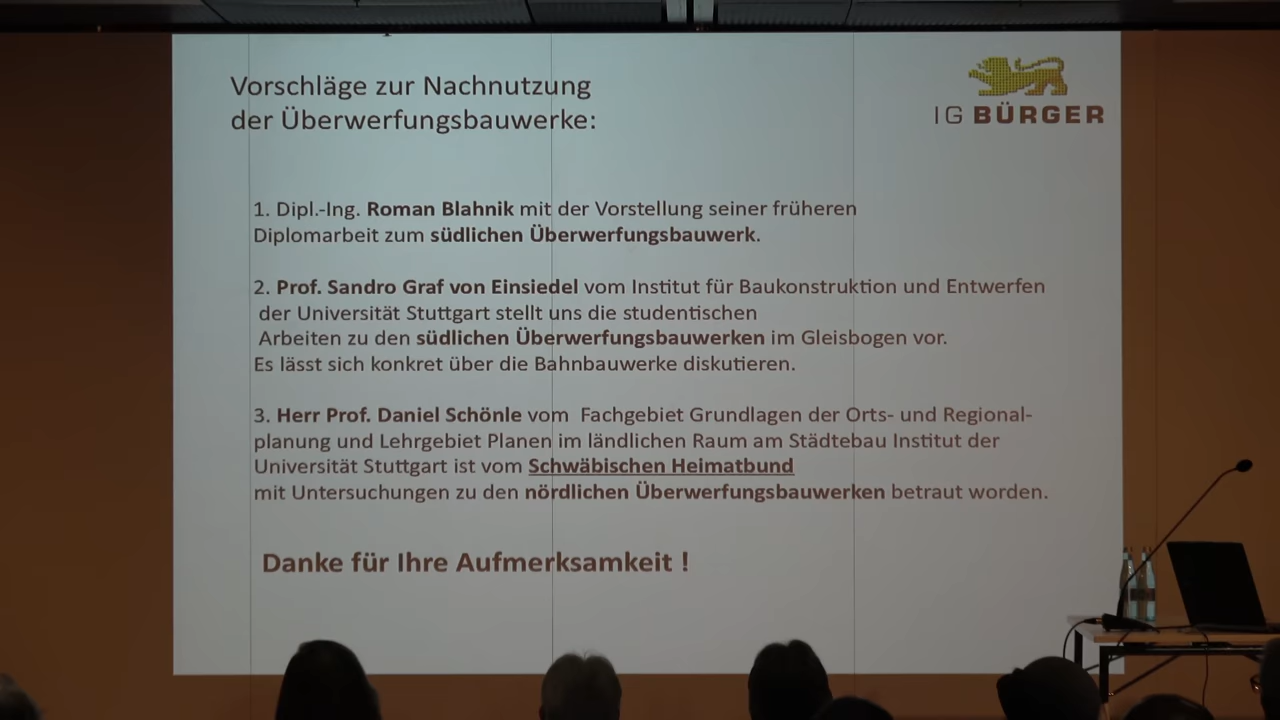 Vorschläge zur Nachnutzung
der Überwerfungsbauwerke:
IG BÜRGER
1. Dipl.-Ing. Roman Blahnik mit der Vorstellung seiner früheren
Diplomarbeit zum südlichen Überwerfungsbauwerk.
2. Prof. Sandro Graf von Einsiedel vom Institut für Baukonstruktion und Entwerfen
der Universität Stuttgart stellt uns die studentischen
Arbeiten zu den südlichen Überwerfungsbauwerken im Gleisbogen vor.
Es lässt sich konkret über die Bahnbauwerke diskutieren.
3. Herr Prof. Daniel Schönle vom Fachgebiet Grundlagen der Orts- und Regional-
planung und Lehrgebiet Planen im ländlichen Raum am Städtebau Institut der
Universität Stuttgart ist vom Schwäbischen Heimatbund
mit Untersuchungen zu den nördlichen Überwerfungsbauwerken betraut worden.
Danke für Ihre Aufmerksamkeit !